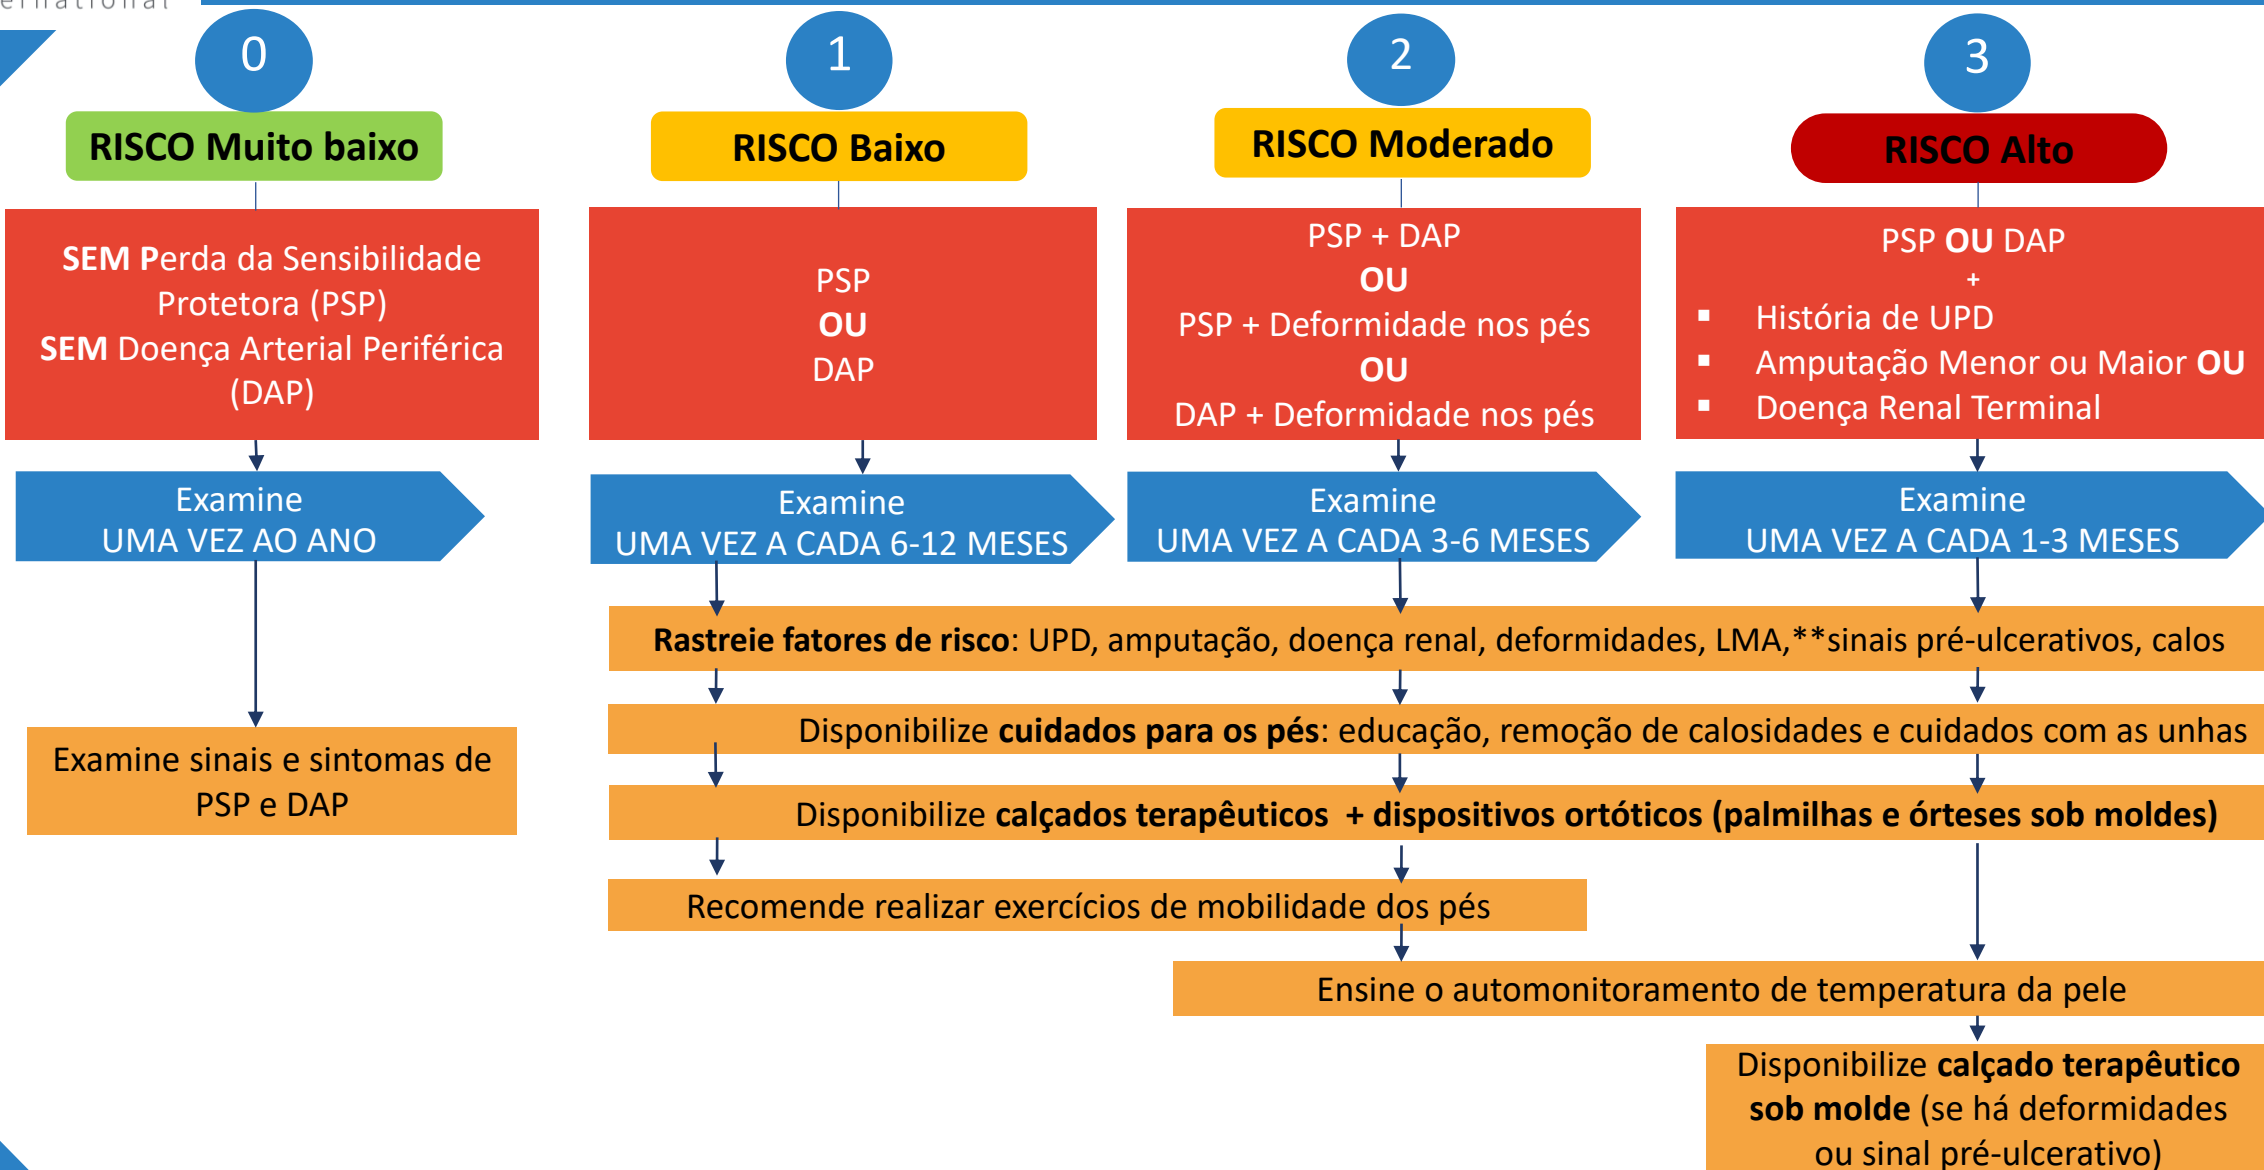 ernational
0
RISCO Muito baixo
SEM Perda da Sensibilidade
Protetora (PSP)
SEM Doença Arterial Periférica
(DAP)
Examine
UMA VEZ AO ANO
Examine sinais e sintomas de
PSP e DAP
1
RISCO Baixo
PSP
OU
DAP
Examine
UMA VEZ A CADA 6-12 MESES
2
RISCO Moderado
PSP + DAP
OU
PSP + Deformidade nos pés
OU
DAP + Deformidade nos pés
Examine
UMA VEZ A CADA 3-6 MESES
3
RISCO Alto
PSP OU DAP
+
▪ História de UPD
▪ Amputação Menor ou Maior OU
▪ Doença Renal Terminal
Examine
UMA VEZ A CADA 1-3 MESES
Rastreie fatores de risco: UPD, amputação, doença renal, deformidades, LMA,**sinais pré-ulcerativos, calos
Disponibilize cuidados para os pés: educação, remoção de calosidades e cuidados com as unhas
Disponibilize calçados terapêuticos + dispositivos ortóticos (palmilhas e órteses sob moldes)
Recomende realizar exercícios de mobilidade dos pés
Ensine o automonitoramento de temperatura da pele
Disponibilize calçado terapêutico
sob molde (se há deformidades
ou sinal pré-ulcerativo)